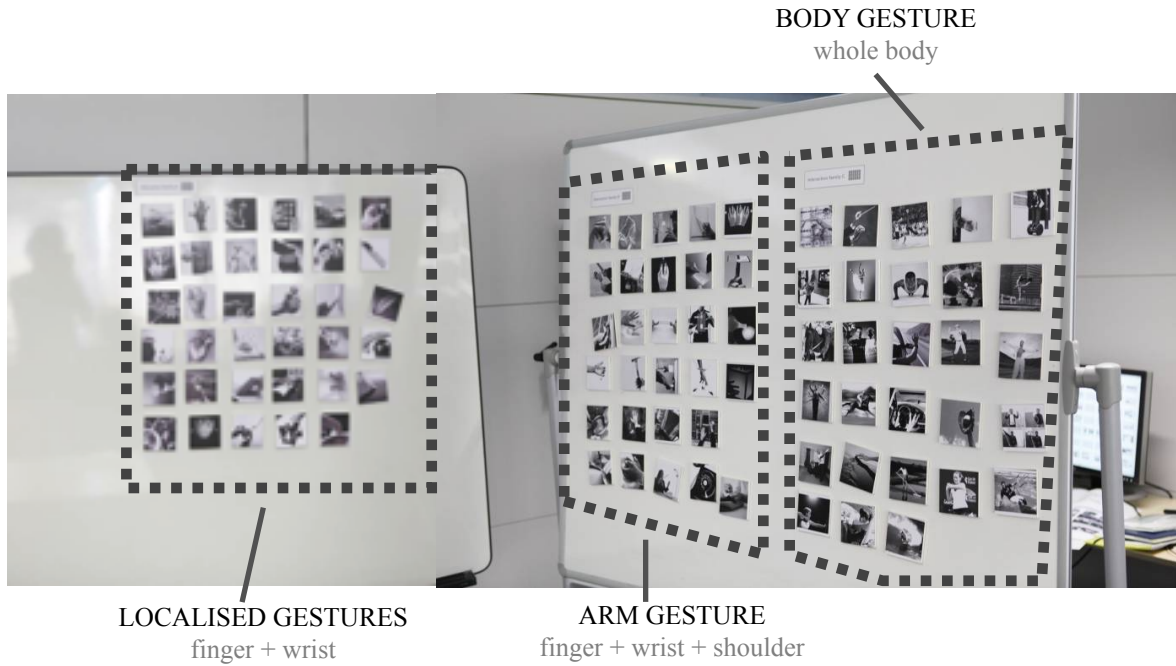 BODY GESTURE
whole body
LOCALISED GESTURES
finger + wrist
ARM GESTURE
finger + wrist + shoulder